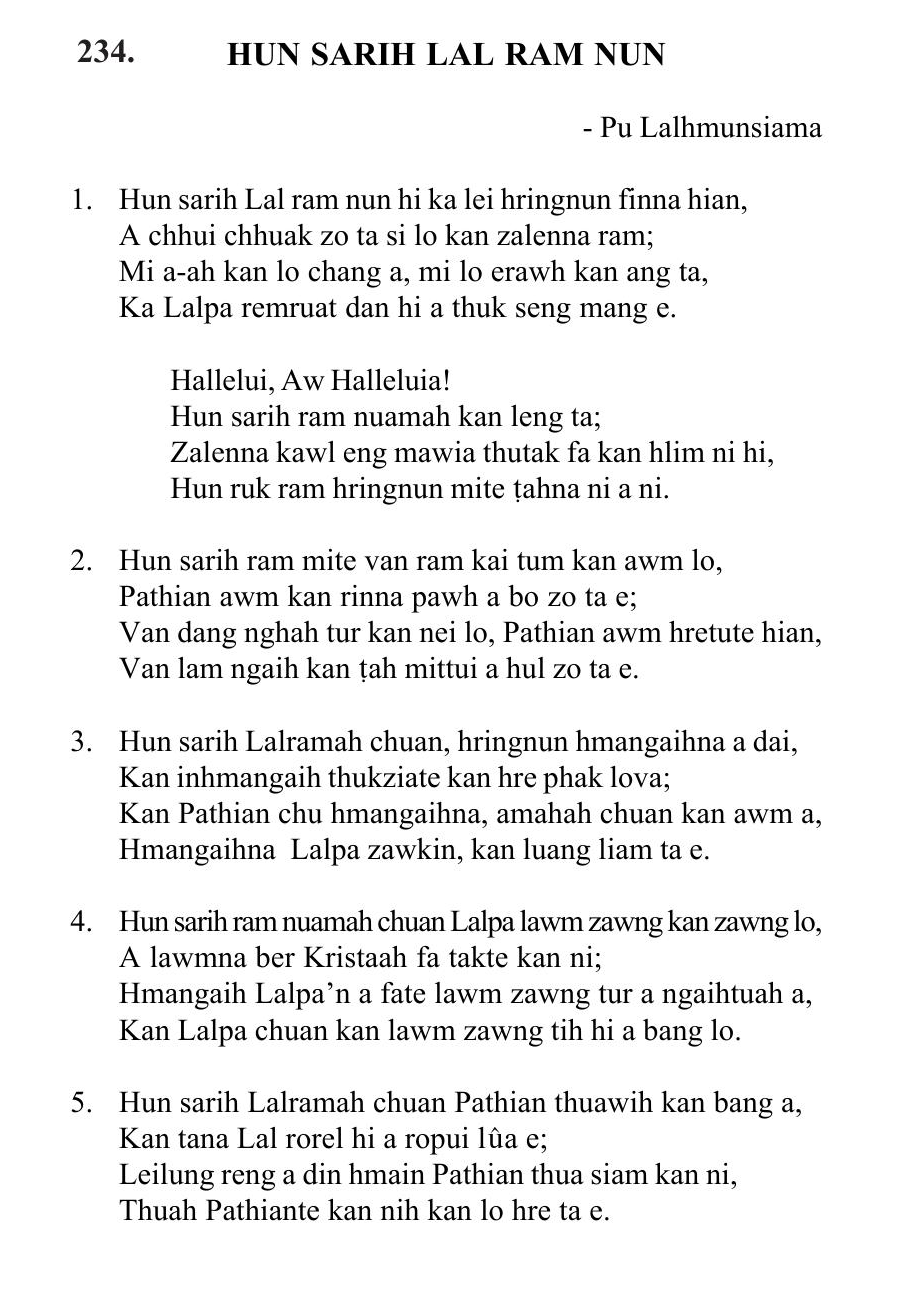 234. HUN SARIH LAL RAM NUN
- Pu Lalhmunsiama
1. Hun sarih Lal ram nun hi ka lei hringnun finna hian,
A chhui chhuak zo ta si lo kan zalenna ram;
Mi a-ah kan lo chang a, mi lo erawh kan ang ta,
Ka Lalpa remruat dan hi a thuk seng mang e.
Hallelui, Aw Halleluia!
Hun sarih ram nuamah kan leng ta;
Zalenna kawl eng mawia thutak fa kan hlim ni hi,
Hun ruk ram hringnun mite ṭahna ni a ni.
2. Hun sarih ram mite van ram kai tum kan awm lo,
Pathian awm kan rinna pawh a bo zo ta e;
Van dang nghah tur kan nei lo, Pathian awm hretute hian,
Van lam ngaih kan ṭah mittui a hul zo ta e.
3. Hun sarih Lalramah chuan, hringnun hmangaihna a dai,
Kan inhmangaih thukziate kan hre phak lova;
Kan Pathian chu hmangaihna, amahah chuan kan awm a,
Hmangaihna Lalpa zawkin, kan luang liam ta e.
4. Hun sarih ram nuamah chuan Lalpa lawm zawng kan zawng lo,
A lawmna ber Kristaah fa takte kan ni;
Hmangaih Lalpa’n a fate lawm zawng tur a ngaihtuah a,
Kan Lalpa chuan kan lawm zawng tih hi a bang lo.
5. Hun sarih Lalramah chuan Pathian thuawih kan bang a,
Kan tana Lal rorel hi a ropui lûa e;
Leilung reng a din hmain Pathian thua siam kan ni,
Thuah Pathiante kan nih kan lo hre ta e.